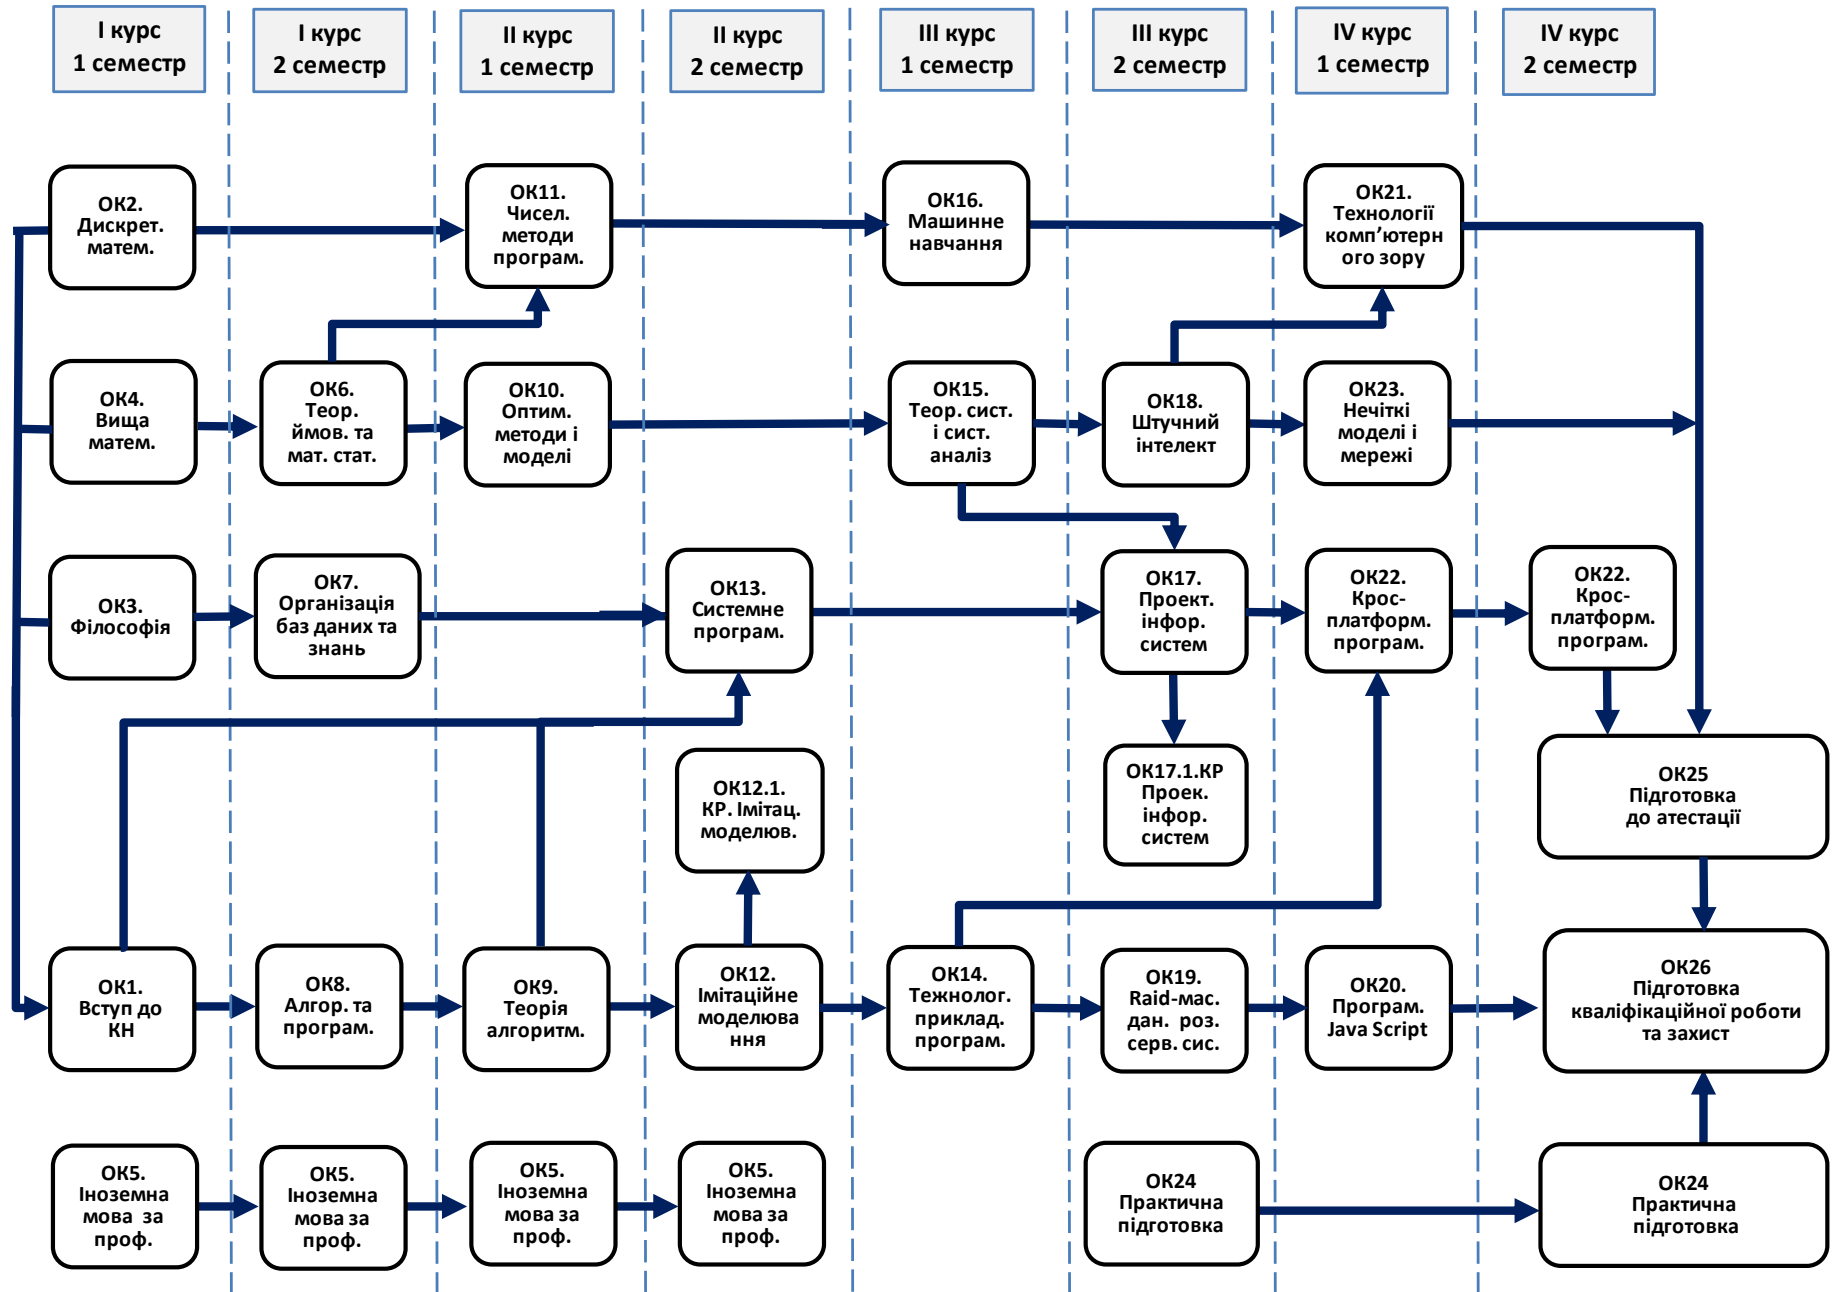 І курс
1 семестр
І курс
2 семестр
ІІ курс
1 семестр
ІІ курс
2 семестр
ІІІ курс
1 семестр
ІІІ курс
2 семестр
IV курс
1 семестр
IV курс
2 семестр
ОК2.
Дискрет.
матем.
ОК11.
Чисел.
методи
програм.
ОК16.
Машинне
навчання
ОК21.
Технології
комп’ютерн
ого зору
ОК4.
Вища
матем.
ОК6.
Теор.
ймов. та
мат. стат.
ОК10.
Оптим.
методи і
моделі
ОК15.
Теор. сист.
і сист.
аналіз
ОК18.
Штучний
інтелект
ОК23.
Нечіткі
моделі і
мережі
ОК3.
Філософія
ОК7.
Організація
баз даних та
знань
ОК13.
Системне
програм.
ОК17.
Проект.
інфор.
систем
ОК22.
Крос-
платформ.
програм.
ОК22.
Крос-
платформ.
програм.
ОК12.1.
КР. Імітац.
моделюв.
ОК17.1.КР
Проек.
інфор.
систем
ОК25
Підготовка
до атестації
ОК1.
Вступ до
КН
ОК8.
Алгор. та
програм.
ОК9.
Теорія
алгоритм.
ОК12.
Імітаційне
моделюва
ння
ОК14.
Тежнолог.
приклад.
програм.
ОК19.
Raid-мас.
дан. роз.
серв. сис.
ОК20.
Програм.
Java Script
ОК26
Підготовка
кваліфікаційної роботи
та захист
ОК5.
Іноземна
мова за
проф.
ОК5.
Іноземна
мова за
проф.
ОК5.
Іноземна
мова за
проф.
ОК5.
Іноземна
мова за
проф.
ОК24
Практична
підготовка
ОК24
Практична
підготовка